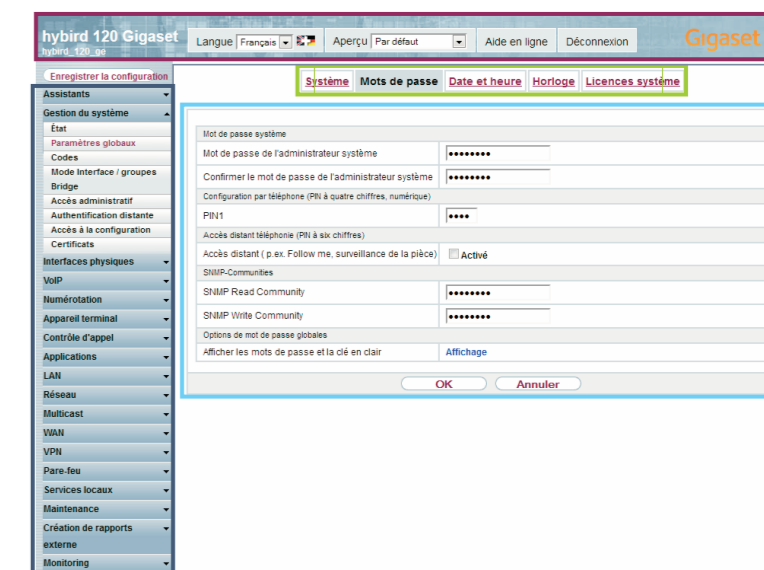 hybird 120 Gigaset
hybird_120_ge
Langue Français Aperçu Par défaut Aide en ligne Déconnexion
Gigaset
Enregistrer la configuration
Système Mots de passe Date et heure Horloge Licences système
Assistants
Gestion du système
État
Paramètres globaux
Codes
Mode Interface / groupes
Bridge
Accès administratif
Authentification distante
Accès à la configuration
Certificats
Interfaces physiques
VoIP
Numérotation
Appareil terminal
Contrôle d'appel
Applications
LAN
Réseau
Multicast
WAN
VPN
Pare-feu
Services locaux
Maintenance
Création de rapports
externe
Monitoring
Mot de passe système
Mot de passe de l'administrateur système ••••••••
Confirmer le mot de passe de l'administrateur système ••••••••
Configuration par téléphone (PIN à quatre chiffres, numérique)
PIN1 ••••
Accès distant téléphonie (PIN à six chiffres)
Accès distant ( p.ex. Follow me, surveillance de la pièce) Activé
SNMP-Communities
SNMP Read Community ••••••••
SNMP Write Community ••••••••
Options de mot de passe globales
Afficher les mots de passe et la clé en clair Affichage
OK Annuler